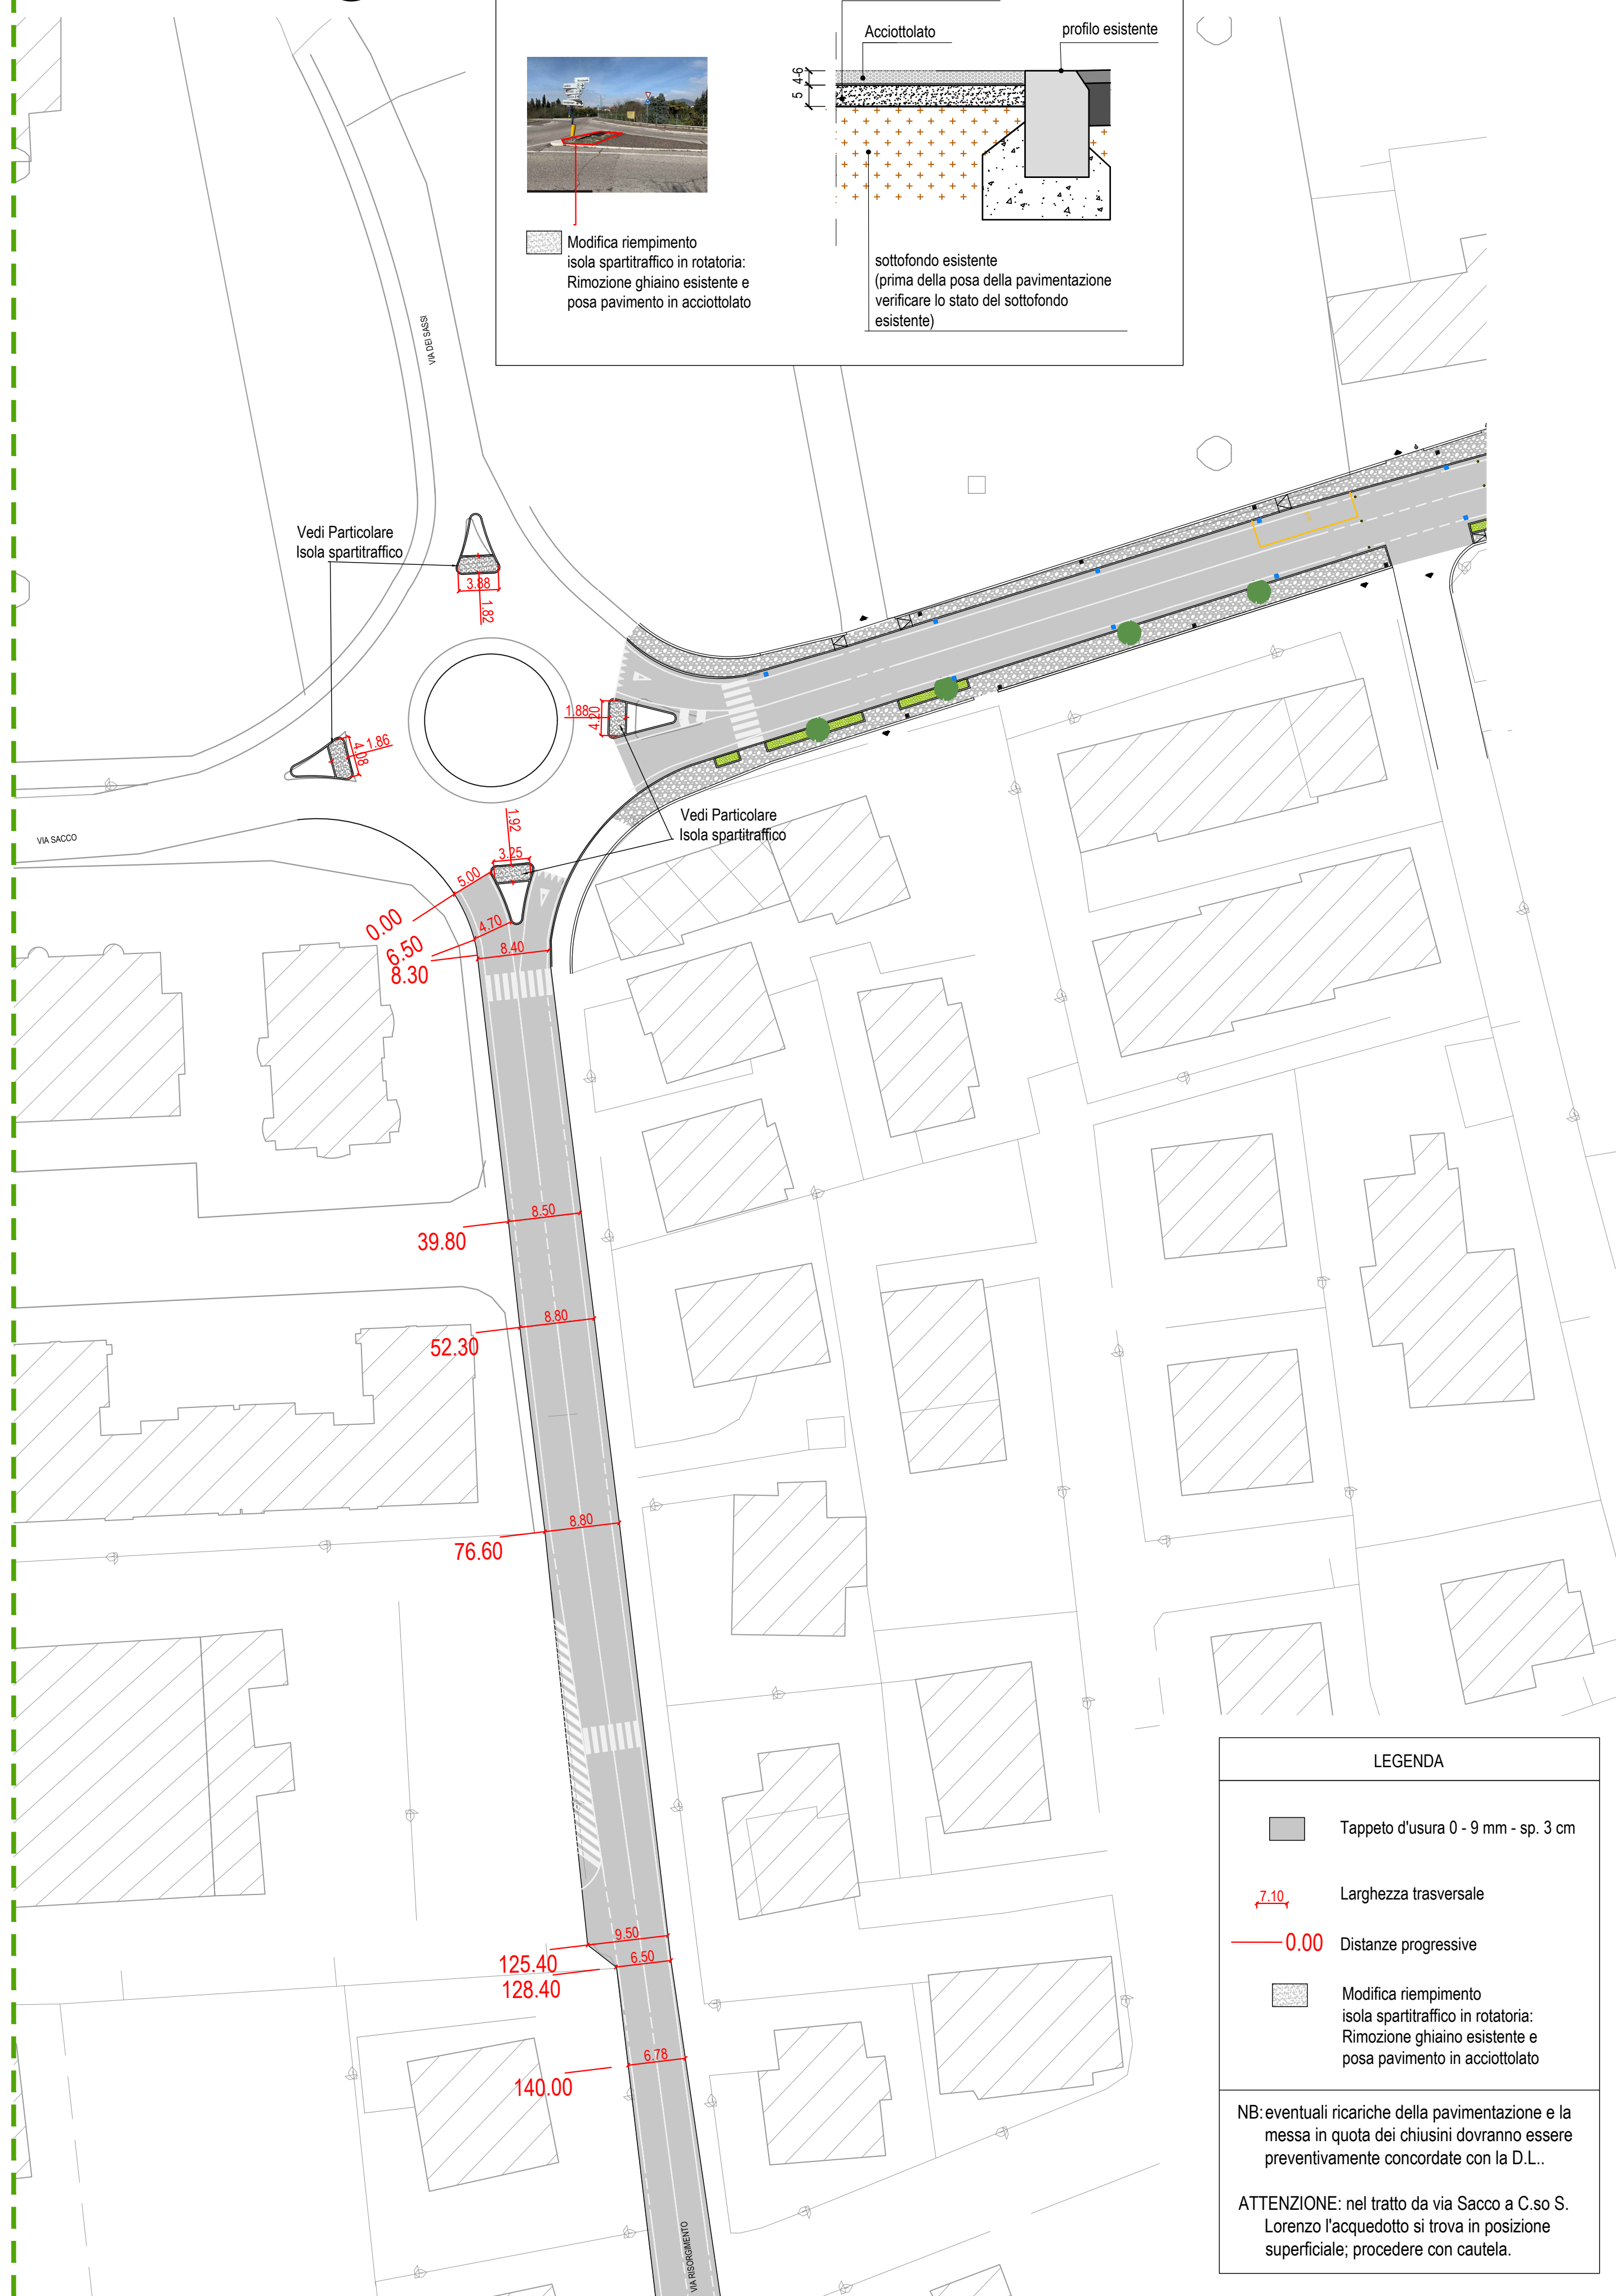 Acciottolato
profilo esistente
4-6
5
Modifica riempimento
isola spartitraffico in rotatoria:
Rimozione ghiaino esistente e
posa pavimento in acciottolato
sottofondo esistente
(prima della posa della pavimentazione
verificare lo stato del sottofondo
esistente)
VIA DEI SASSI
Vedi Particolare
Isola spartitraffico
3.88
1.82
1.88
4.20
1.86
4.08
VIA SACCO
Vedi Particolare
Isola spartitraffico
1.92
3.25
5.00
0.00
4.70
6.50
8.40
8.30
8.50
39.80
8.80
52.30
8.80
76.60
9.50
125.40
6.50
128.40
6.78
140.00
VIA RISORGIMENTO
LEGENDA
Tappeto d'usura 0 - 9 mm - sp. 3 cm
7.10
Larghezza trasversale
0.00
Distanze progressive
Modifica riempimento
isola spartitraffico in rotatoria:
Rimozione ghiaino esistente e
posa pavimento in acciottolato
NB: eventuali ricariche della pavimentazione e la
messa in quota dei chiusini dovranno essere
preventivamente concordate con la D.L..
ATTENZIONE: nel tratto da via Sacco a C.so S.
Lorenzo l'acquedotto si trova in posizione
superficiale; procedere con cautela.